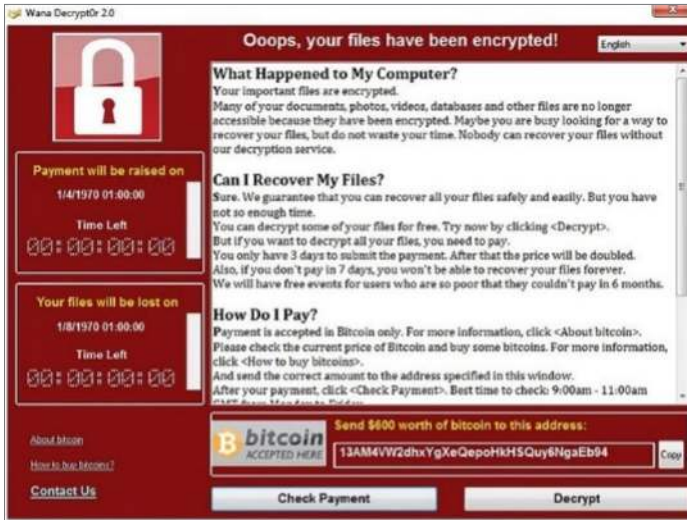 Wana Decrypt0r 2.0
Ooops, your files have been encrypted!
English
What Happened to My Computer?
Your important files are encrypted.
Many of your documents, photos, videos, databases and other files are no longer
accessible because they have been encrypted. Maybe you are busy looking for a way to
recover your files, but do not waste your time. Nobody can recover your files without
our decryption service.
Can I Recover My Files?
Sure. We guarantee that you can recover all your files safely and easily. But you have
not so enough time.
You can decrypt some of your files for free. Try now by clicking <Decrypt>.
But if you want to decrypt all your files, you need to pay.
You only have 3 days to submit the payment. After that the price will be doubled.
Also, if you don't pay in 7 days, you won't be able to recover your files forever.
We will have free events for users who are so poor that they couldn't pay in 6 months.
How Do I Pay?
Payment is accepted in Bitcoin only. For more information, click <About bitcoin>.
Please check the current price of Bitcoin and buy some bitcoins. For more information,
click <How to buy bitcoins>.
And send the correct amount to the address specified in this window.
After your payment, click <Check Payment>. Best time to check: 9:00am - 11:00am
GMT from Monday to Friday
Payment will be raised on
1/4/1970 01:00:00
Time Left
00:00:00:00
Your files will be lost on
1/8/1970 01:00:00
Time Left
00:00:00:00
About bitcoin
How to buy bitcoins?
Contact Us
bitcoin
ACCEPTED HERE
Send $600 worth of bitcoin to this address:
13AM4VW2dhxYgXeQepoHkHSQuy6NgaEb94
Copy
Check Payment
Decrypt